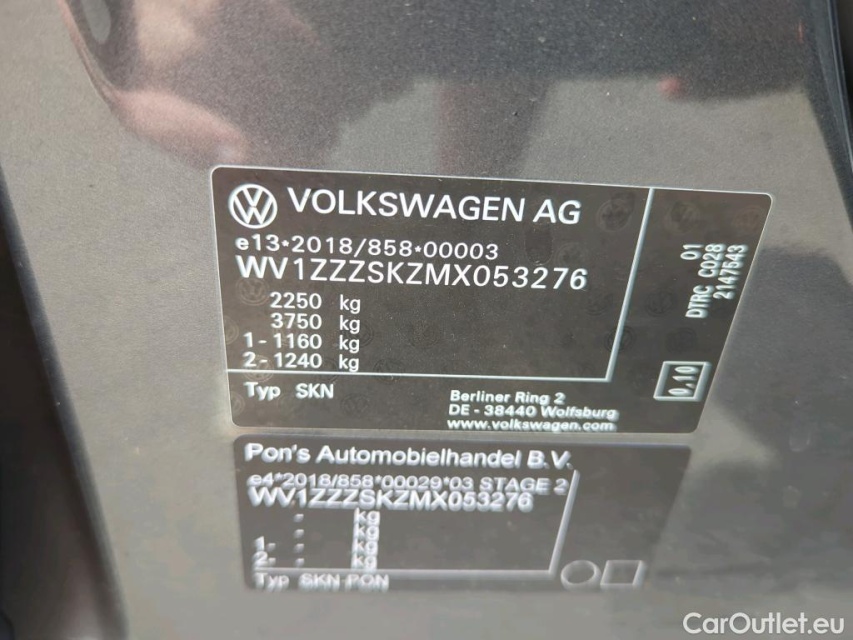 VOLKSWAGEN AG
e13*2018/858*00003
WV1ZZZSKZMX053276
2250 kg
3750 kg
1 - 1160 kg
2 - 1240 kg
Typ SKN
Berliner Ring 2
DE - 38440 Wolfsburg
www.volkswagen.com
01
DTRC C028
2147543
0.10
Pon's Automobielhandel B.V.
e4*2018/858*00029*03 STAGE 2
WV1ZZZSKZMX053276
- kg
- kg
1- - kg
2- - kg
Typ SKN PON
CarOutlet.eu